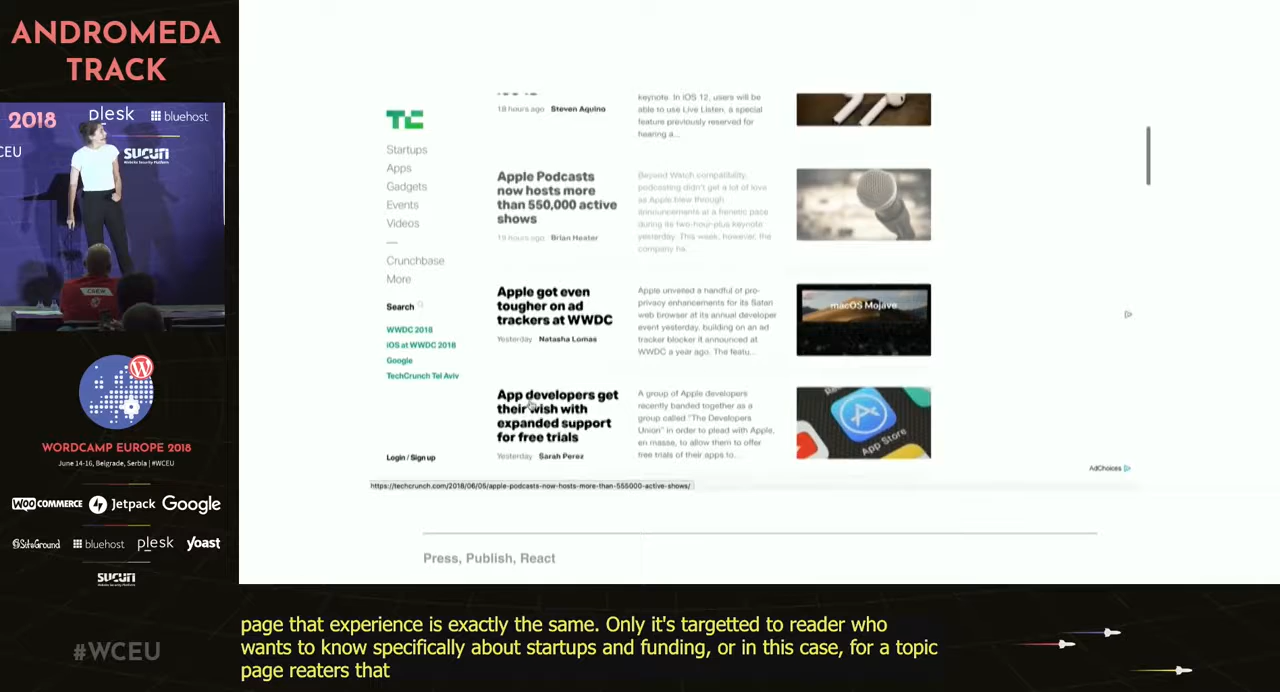 ANDROMEDA
TRACK
2018
plesk
bluehost
CEU
SUCURI
Website Security Platform
WORDCAMP EUROPE 2018
June 14-16, Belgrade, Serbia | #WCEU
WOO COMMERCE
Jetpack
Google
SiteGround
bluehost
plesk
yoast
SUCURI
Website Security Platform
#WCEU
TC
Startups
Apps
Gadgets
Events
Videos
—
Crunchbase
More
Search
WWDC 2018
iOS at WWDC 2018
Google
TechCrunch Tel Aviv
Login / Sign up
18 hours ago Steven Aquino
keynote. In iOS 12, users will be
able to use Live Listen, a special
feature previously reserved for
hearing a...
Apple Podcasts
now hosts more
than 550,000 active
shows
19 hours ago Brian Heater
Beyond Watch compatibility,
podcasting didn't get a lot of love
as Apple blew through
announcements at a frenetic pace
during its two-hour-plus keynote
yesterday. This week, however, the
company ha...
Apple got even
tougher on ad
trackers at WWDC
Yesterday Natasha Lomas
Apple unveiled a handful of pro-
privacy enhancements for its Safari
web browser at its annual developer
event yesterday, building on an ad
tracker blocker it announced at
WWDC a year ago. The featu...
macOS Mojave
App developers get
their wish with
expanded support
for free trials
Yesterday Sarah Perez
A group of Apple developers
recently banded together as a
group called "The Developers
Union" in order to plead with Apple,
en masse, to allow them to offer
free trials of their apps to...
App Store
AdChoices
https://techcrunch.com/2018/06/05/apple-podcasts-now-hosts-more-than-555000-active-shows/
Press, Publish, React
page that experience is exactly the same. Only it's targetted to reader who
wants to know specifically about startups and funding, or in this case, for a topic
page reaters that